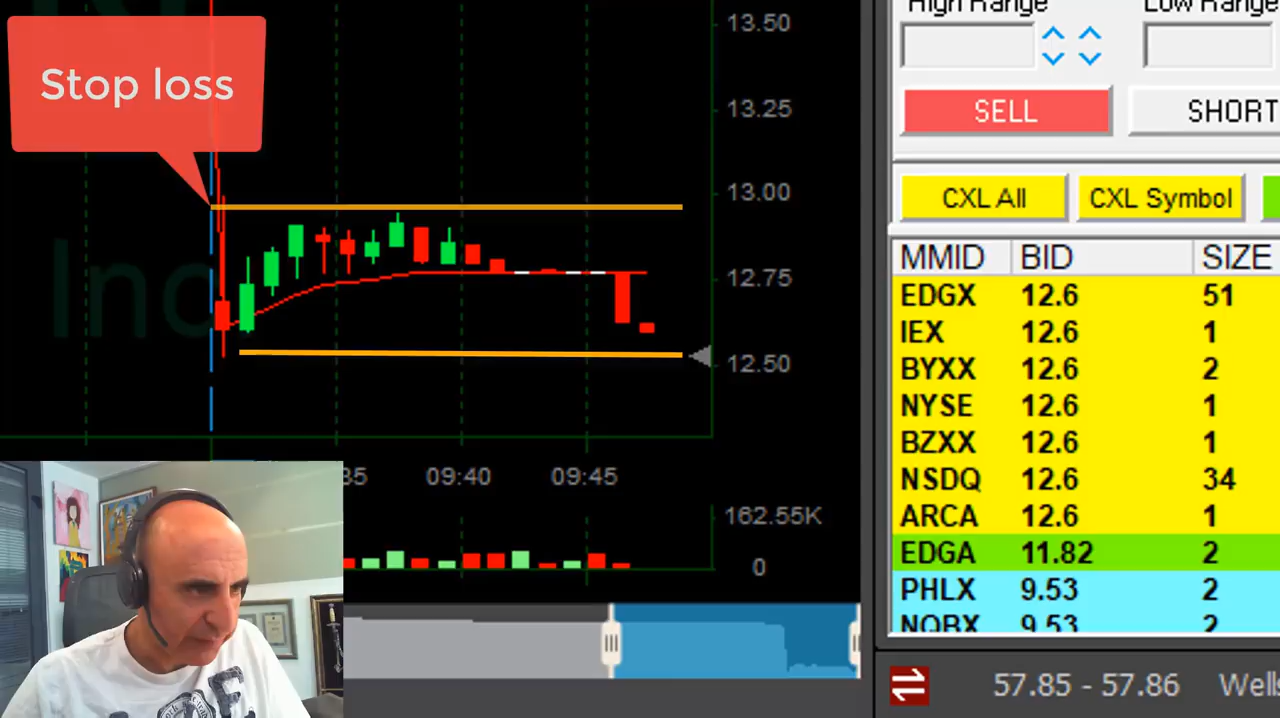 High Range
Low Range
Stop loss
13.50
13.25
13.00
12.75
12.50
SELL
SHORT
CXL All
CXL Symbol
Inc
MMID BID SIZE
EDGX 12.6 51
IEX 12.6 1
BYXX 12.6 2
NYSE 12.6 1
BZXX 12.6 1
NSDQ 12.6 34
ARCA 12.6 1
EDGA 11.82 2
PHLX 9.53 2
NQBX 9.53 2
35 09:40 09:45
162.55K
0
57.85 - 57.86 Wells